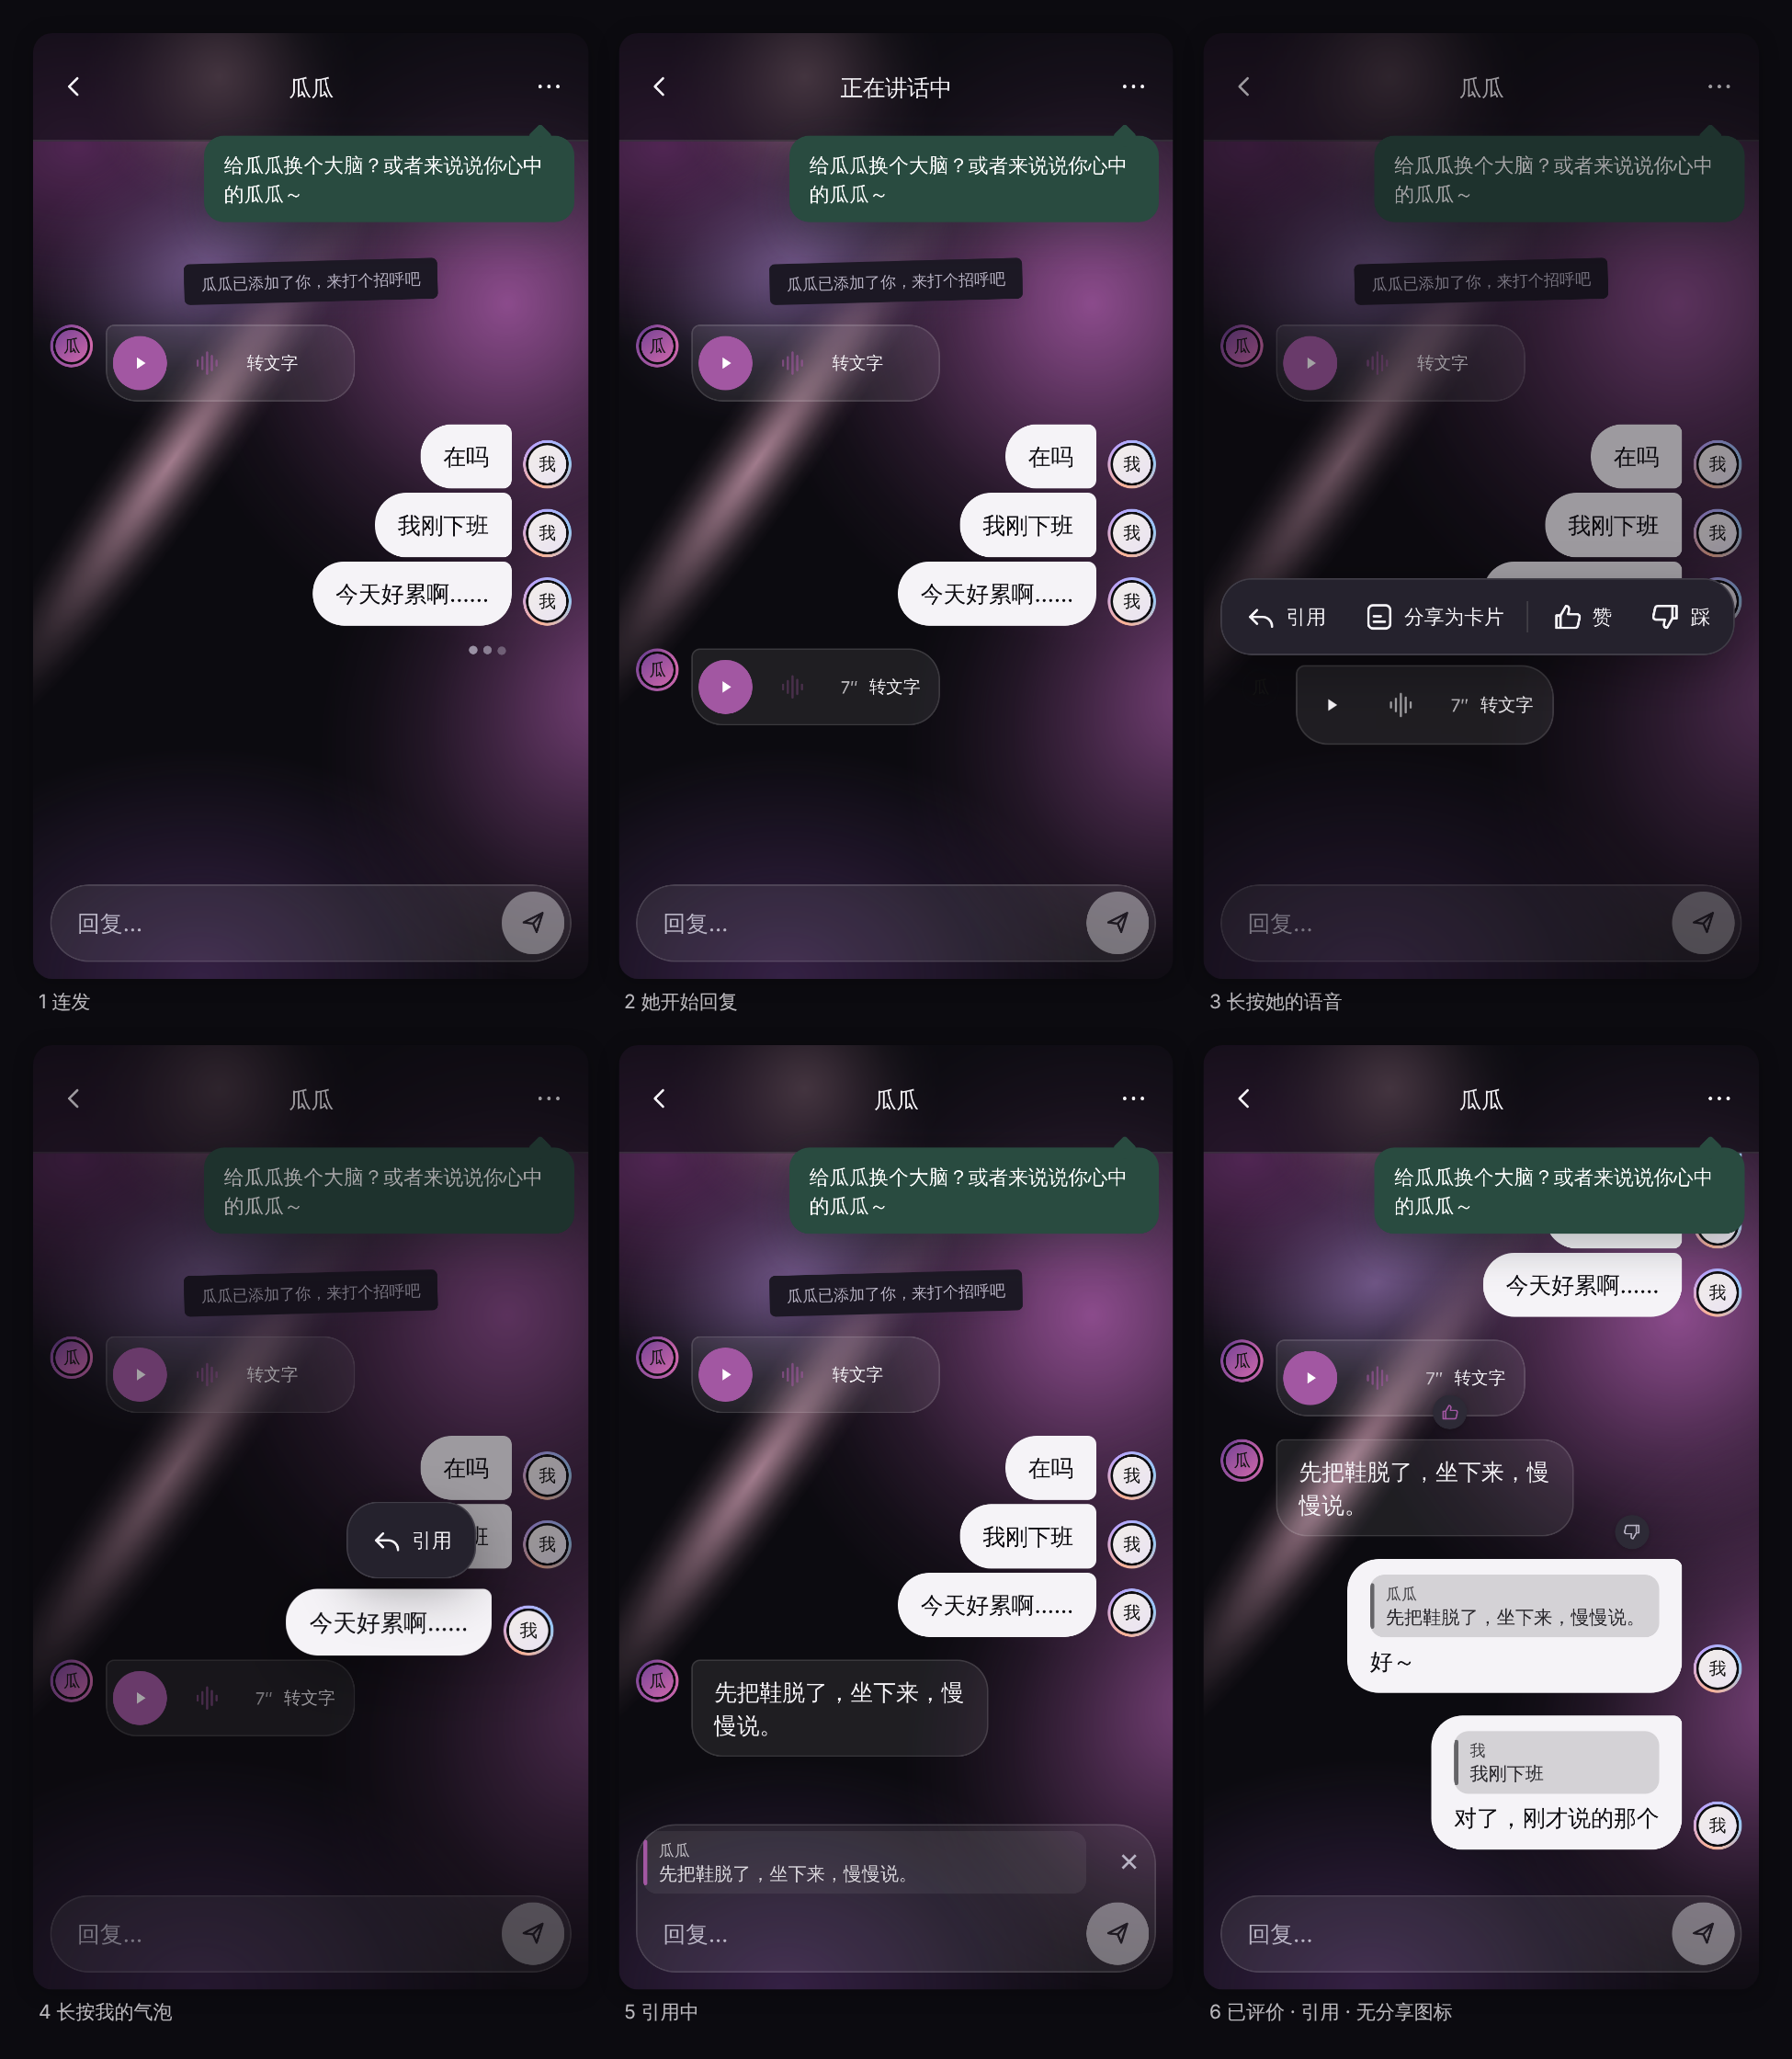 瓜瓜
给瓜瓜换个大脑？或者来说说你心中
的瓜瓜～
瓜瓜已添加了你，来打个招呼吧
瓜
转文字
在吗
我
我刚下班
我
今天好累啊......
我
回复...
1 连发
正在讲话中
给瓜瓜换个大脑？或者来说说你心中
的瓜瓜～
瓜瓜已添加了你，来打个招呼吧
瓜
转文字
在吗
我
我刚下班
我
今天好累啊......
我
瓜
7″ 转文字
回复...
2 她开始回复
瓜瓜
给瓜瓜换个大脑？或者来说说你心中
的瓜瓜～
瓜瓜已添加了你，来打个招呼吧
瓜
转文字
在吗
我
我刚下班
我
引用 分享为卡片 赞 踩
瓜
7″ 转文字
回复...
3 长按她的语音
瓜瓜
给瓜瓜换个大脑？或者来说说你心中
的瓜瓜～
瓜瓜已添加了你，来打个招呼吧
瓜
转文字
在吗
我
引用
班
我
今天好累啊......
我
瓜
7″ 转文字
回复...
4 长按我的气泡
瓜瓜
给瓜瓜换个大脑？或者来说说你心中
的瓜瓜～
瓜瓜已添加了你，来打个招呼吧
瓜
转文字
在吗
我
我刚下班
我
今天好累啊......
我
瓜
先把鞋脱了，坐下来，慢
慢说。
瓜瓜
先把鞋脱了，坐下来，慢慢说。
回复...
5 引用中
瓜瓜
给瓜瓜换个大脑？或者来说说你心中
的瓜瓜～
今天好累啊......
我
瓜
7″ 转文字
瓜
先把鞋脱了，坐下来，慢
慢说。
瓜瓜
先把鞋脱了，坐下来，慢慢说。
好～
我
我
我刚下班
对了，刚才说的那个
我
回复...
6 已评价 · 引用 · 无分享图标